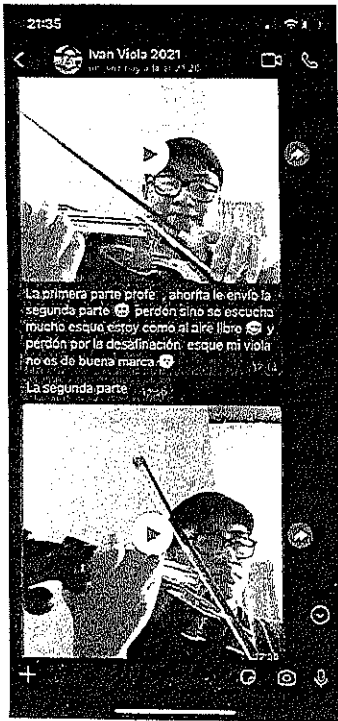 21:35
Ivan Viola 2021
La primera parte profe , ahorita le envio la
segunda parte perdón sino se escucha
mucho esque estoy como al aire libre y
perdón por la desafinación esque mi viola
no es de buena marca
La segunda parte